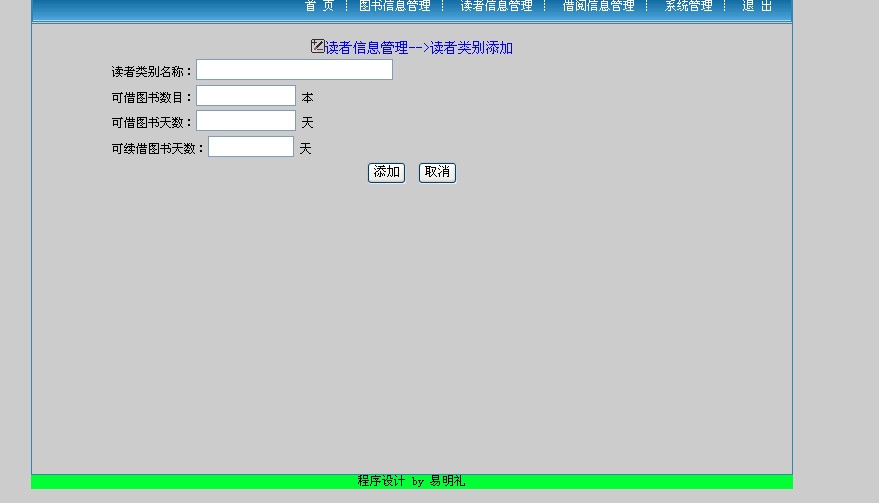 首 页 ┊ 图书信息管理 ┊ 读者信息管理 ┊ 借阅信息管理 ┊ 系统管理 ┊ 退 出
读者信息管理-->读者类别添加
读者类别名称：
可借图书数目： 本
可借图书天数： 天
可续借图书天数： 天
添加 取消
程序设计 by 易明礼